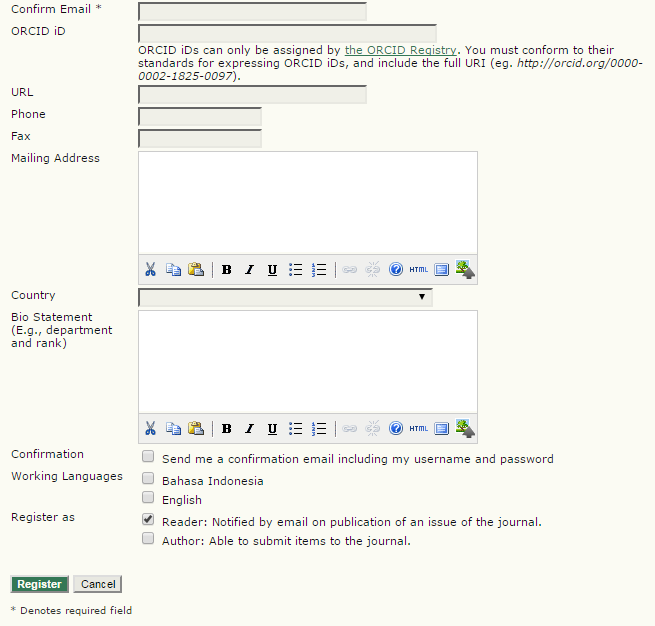 Confirm Email *
ORCID iD
ORCID iDs can only be assigned by the ORCID Registry. You must conform to their
standards for expressing ORCID iDs, and include the full URI (eg. http://orcid.org/0000-
0002-1825-0097).
URL
Phone
Fax
Mailing Address
B I U HTML
Country
Bio Statement
(E.g., department
and rank)
B I U HTML
Confirmation
Send me a confirmation email including my username and password
Working Languages
Bahasa Indonesia
English
Register as
Reader: Notified by email on publication of an issue of the journal.
Author: Able to submit items to the journal.
Register Cancel
* Denotes required field